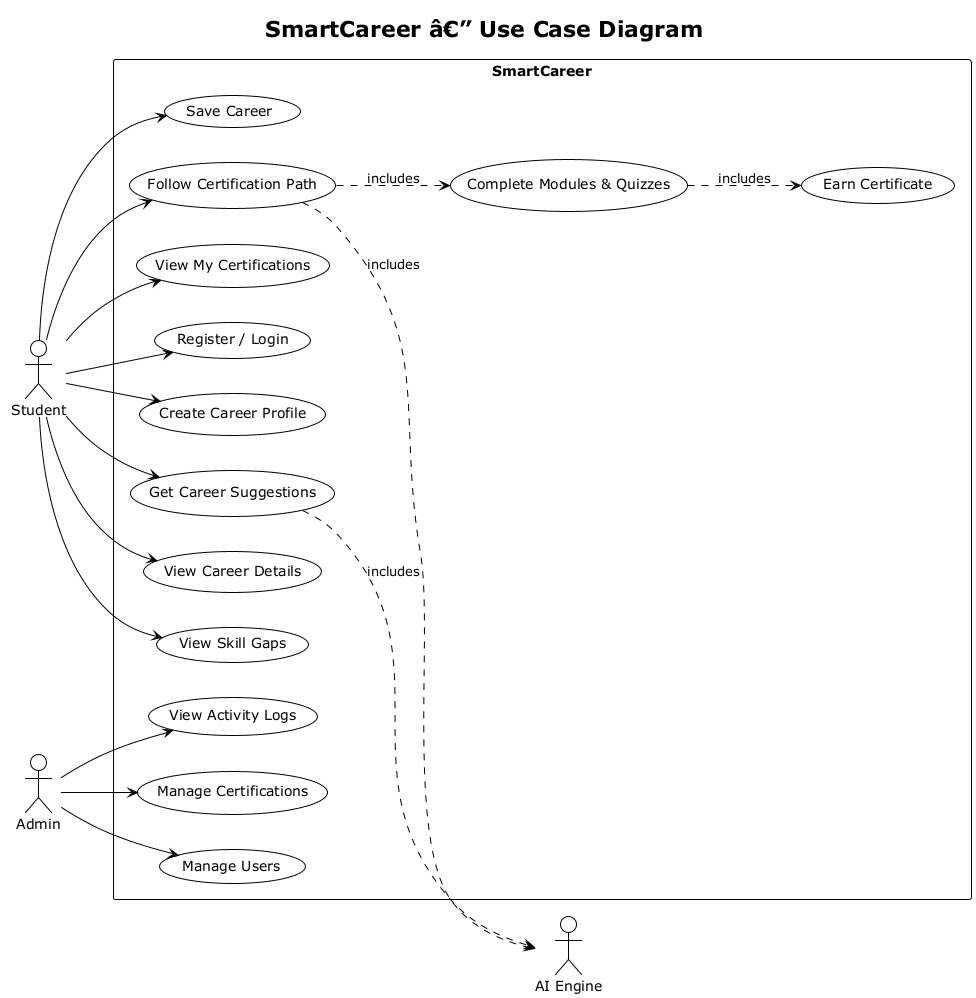 SmartCareer â€” Use Case Diagram
SmartCareer
Save Career
Follow Certification Path
includes
Complete Modules & Quizzes
includes
Earn Certificate
View My Certifications
includes
Register / Login
Student
Create Career Profile
Get Career Suggestions
View Career Details
includes
View Skill Gaps
View Activity Logs
Manage Certifications
Admin
Manage Users
AI Engine